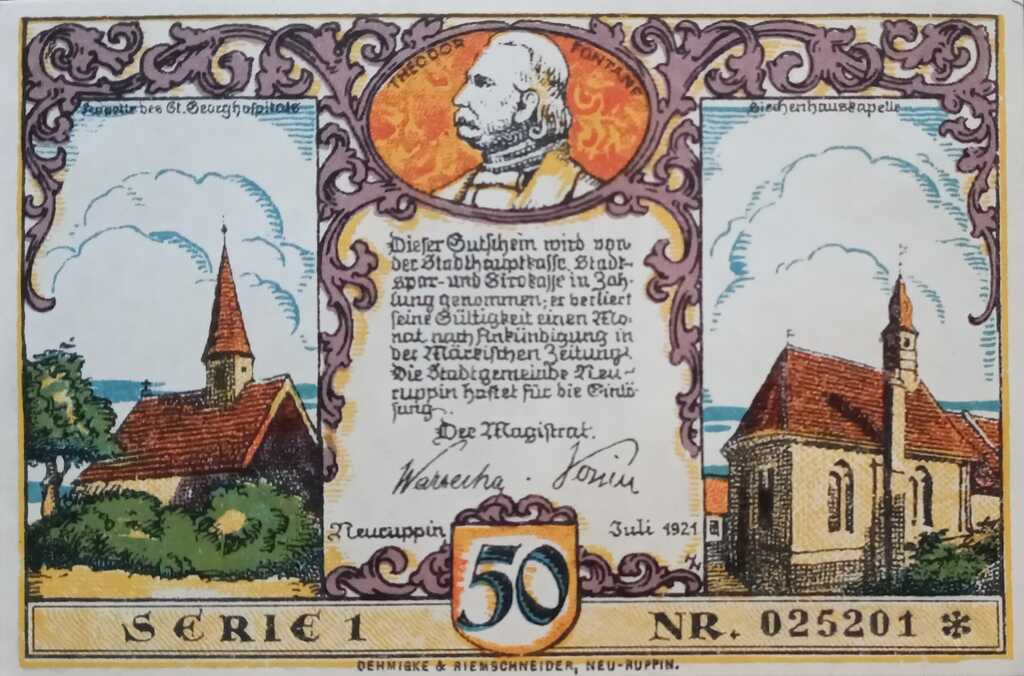 THEODOR FONTANE
Kapelle des St. Georghospitals
Siechenhauskapelle
Dieser Gutschein wird von
der Stadthauptkasse, Stadt-
spar- und Girokasse in Zah-
lung genommen; er verliert
seine Gültigkeit einen Mo-
nat nach Ankündigung in
der Märkischen Zeitung.
Die Stadtgemeinde Neu-
ruppin haftet für die Einlö-
sung.
Der Magistrat.
Warzecha.
Neuruppin
Juli 1921
50
SERIE 1
NR. 025201 *
OEHMIGKE & RIEMSCHNEIDER, NEU-RUPPIN.